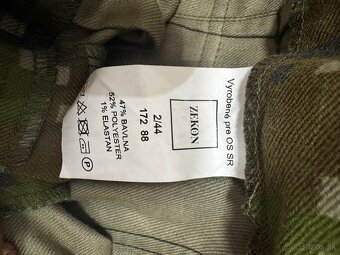 Vyrobené pre OS SR
ZEKON
2/44
172 88
47% BAVLNA
52% POLYESTER
1% ELASTAN
P